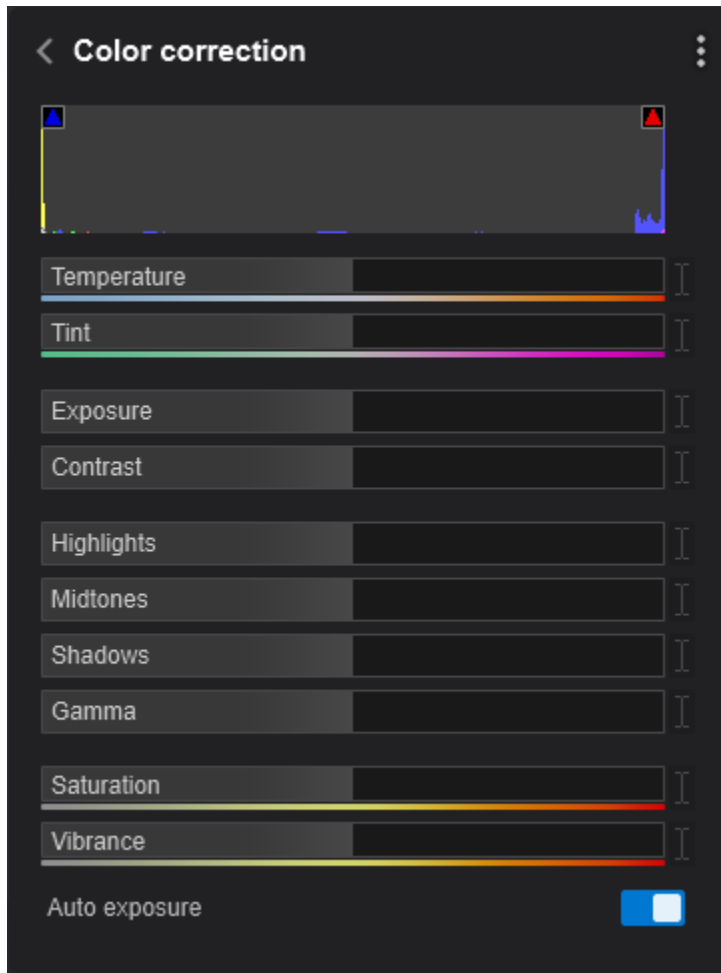 Color correction
Temperature
Tint
Exposure
Contrast
Highlights
Midtones
Shadows
Gamma
Saturation
Vibrance
Auto exposure